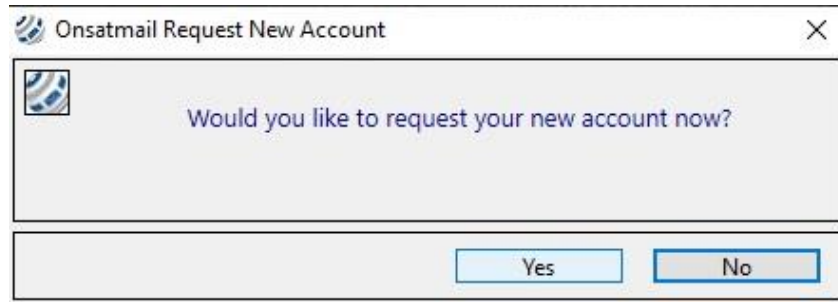 Onsatmail Request New Account
Would you like to request your new account now?
Yes No